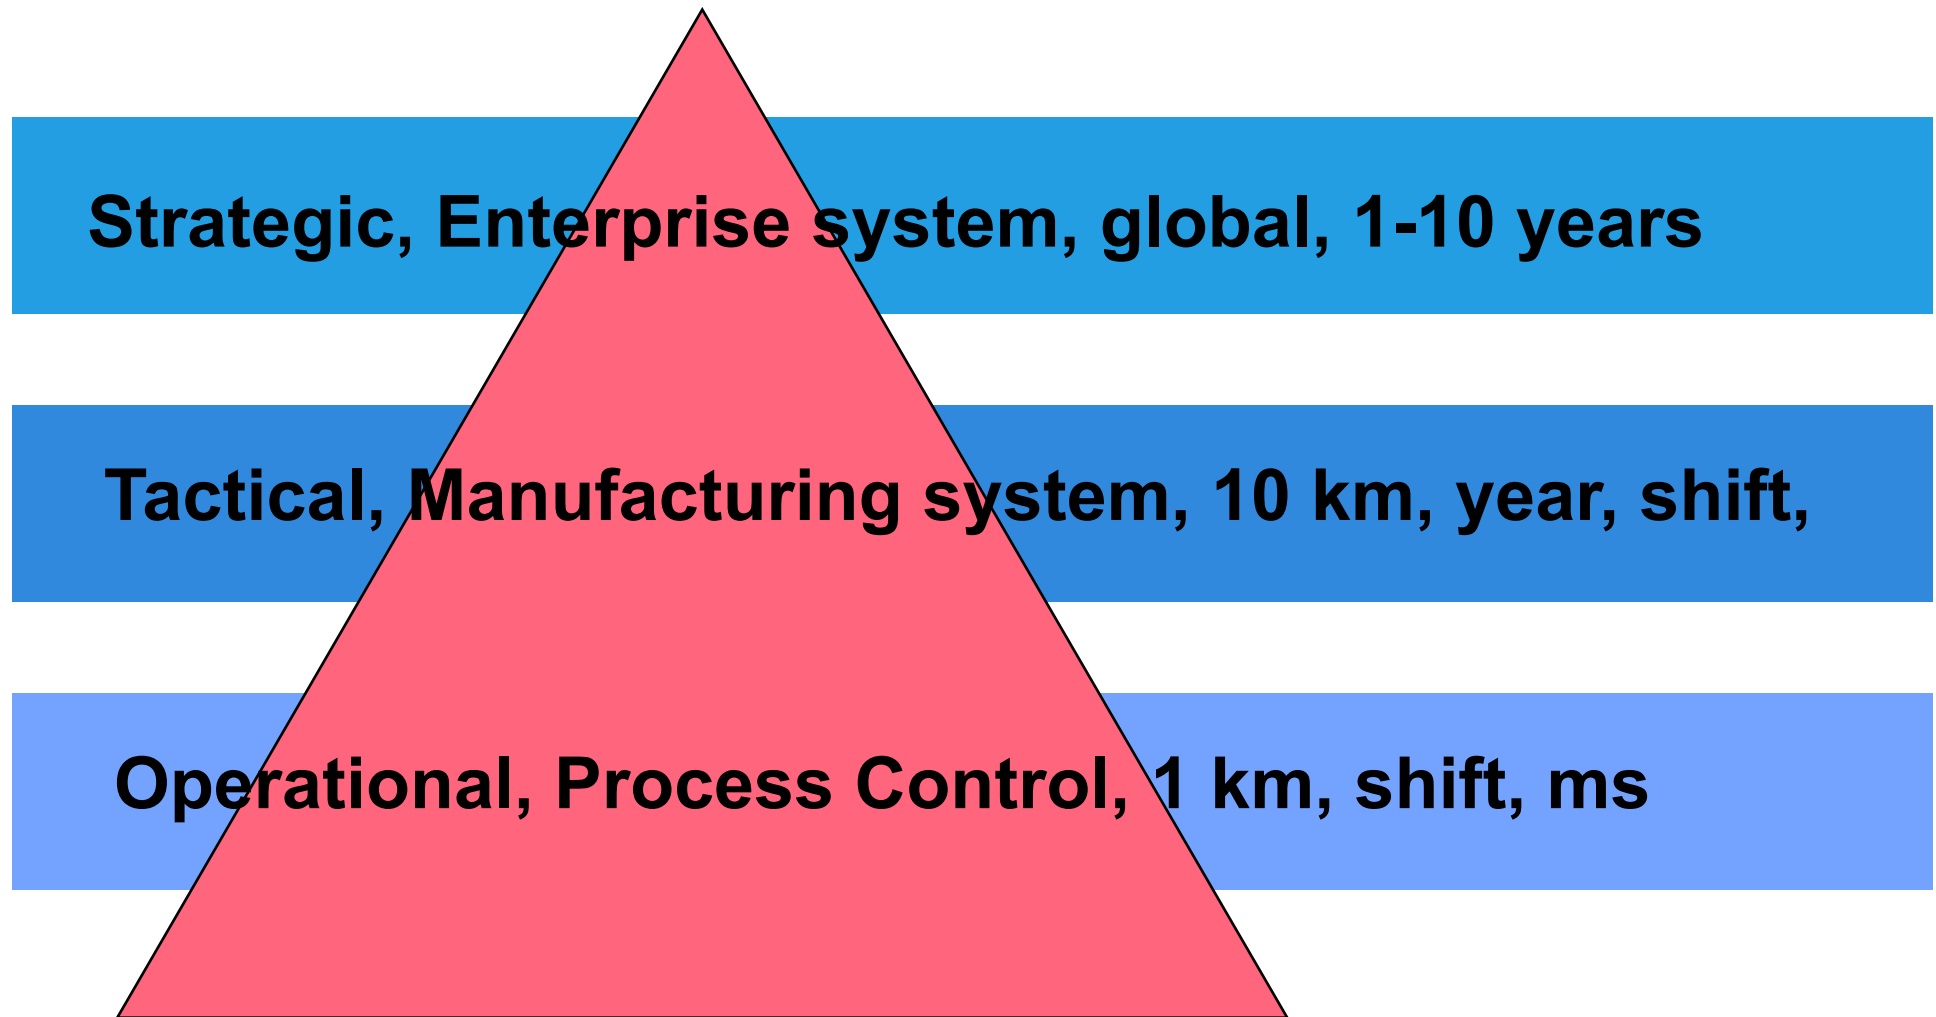 Strategic, Enterprise system, global, 1-10 years
Tactical, Manufacturing system, 10 km, year, shift,
Operational, Process Control, 1 km, shift, ms